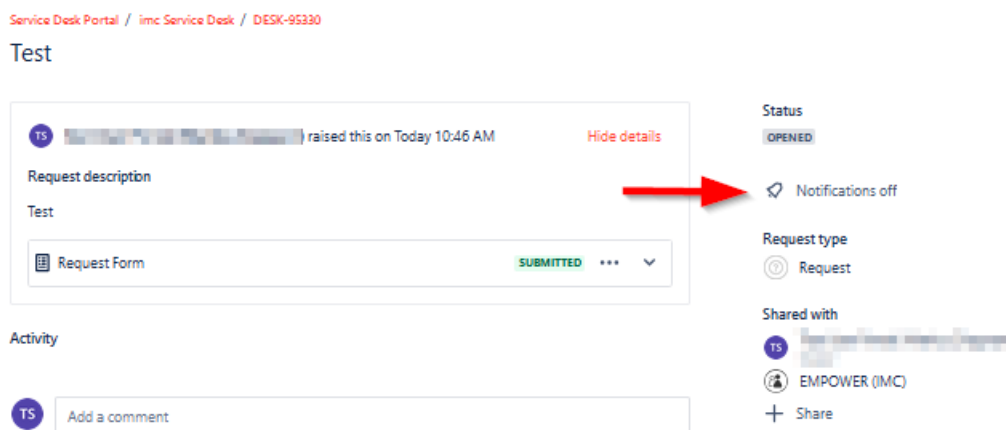 Service Desk Portal / imc Service Desk / DESK-95330
Test
TS ) raised this on Today 10:46 AM Hide details
Request description
Test
Request Form SUBMITTED
Activity
TS Add a comment
Status
OPENED
Notifications off
Request type
Request
Shared with
TS
EMPOWER (IMC)
Share